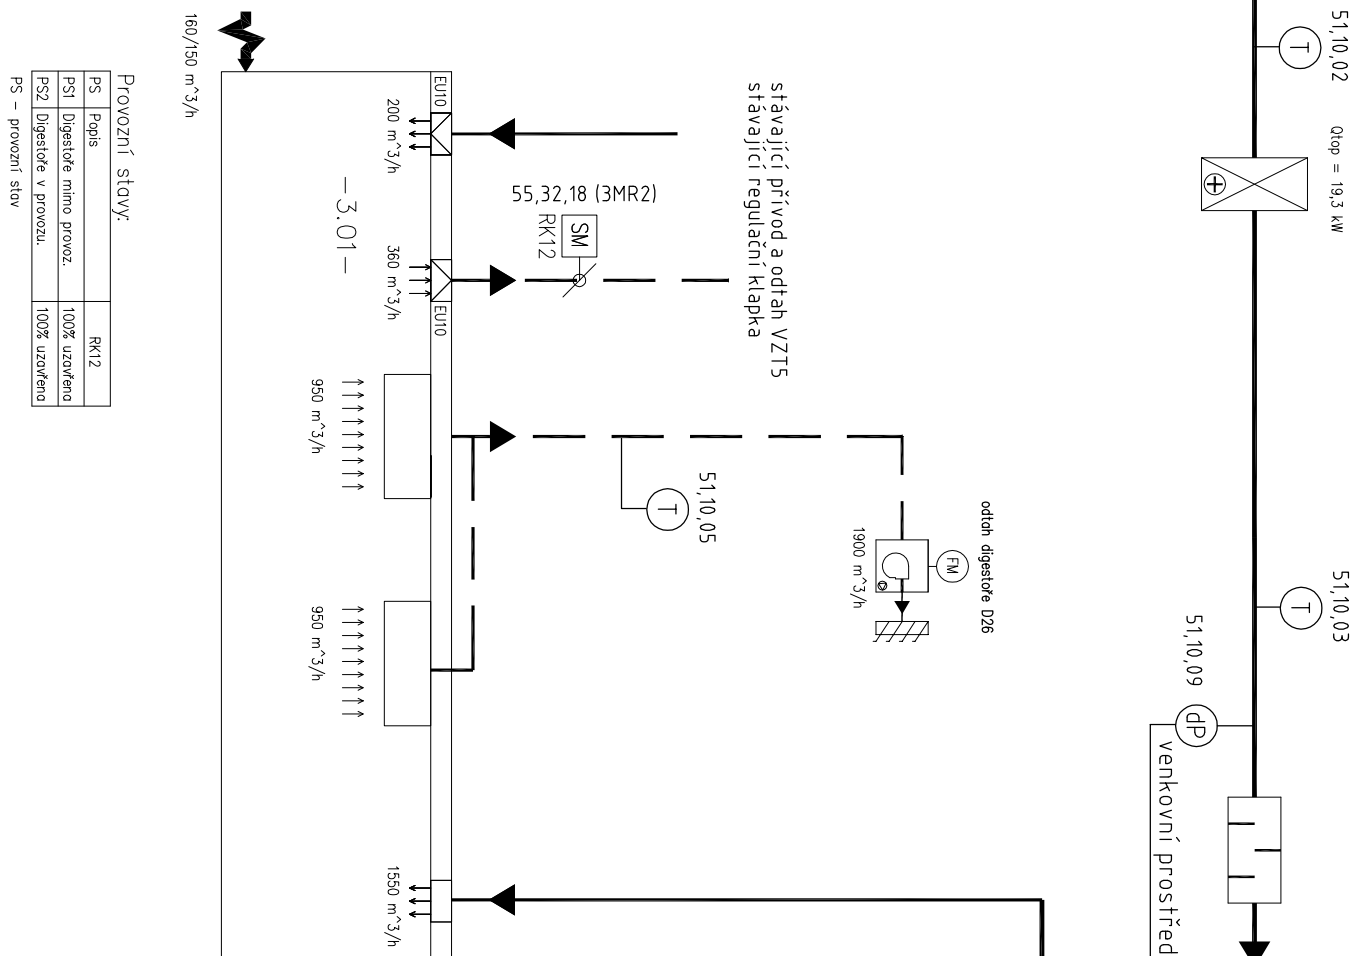 51,10,02
Qtop = 19,3 kW
51,10,03
51,10,09
T
T
dP
venkovní prostřed
stávající přívod a odtah VZT5
stávající regulační klapka
55,32,18 (3MR2)
SM
RK12
EU10
200 m^3/h
360 m^3/h
EU10
-3.01-
160/150 m^3/h
950 m^3/h
950 m^3/h
1550 m^3/h
51,10,05
T
odtah digestoře D26
FM
1900 m^3/h
Provozní stavy:
PS Popis RK12
PS1 Digestoře mimo provoz. 100% uzavřena
PS2 Digestoře v provozu. 100% uzavřena
PS - provozní stav